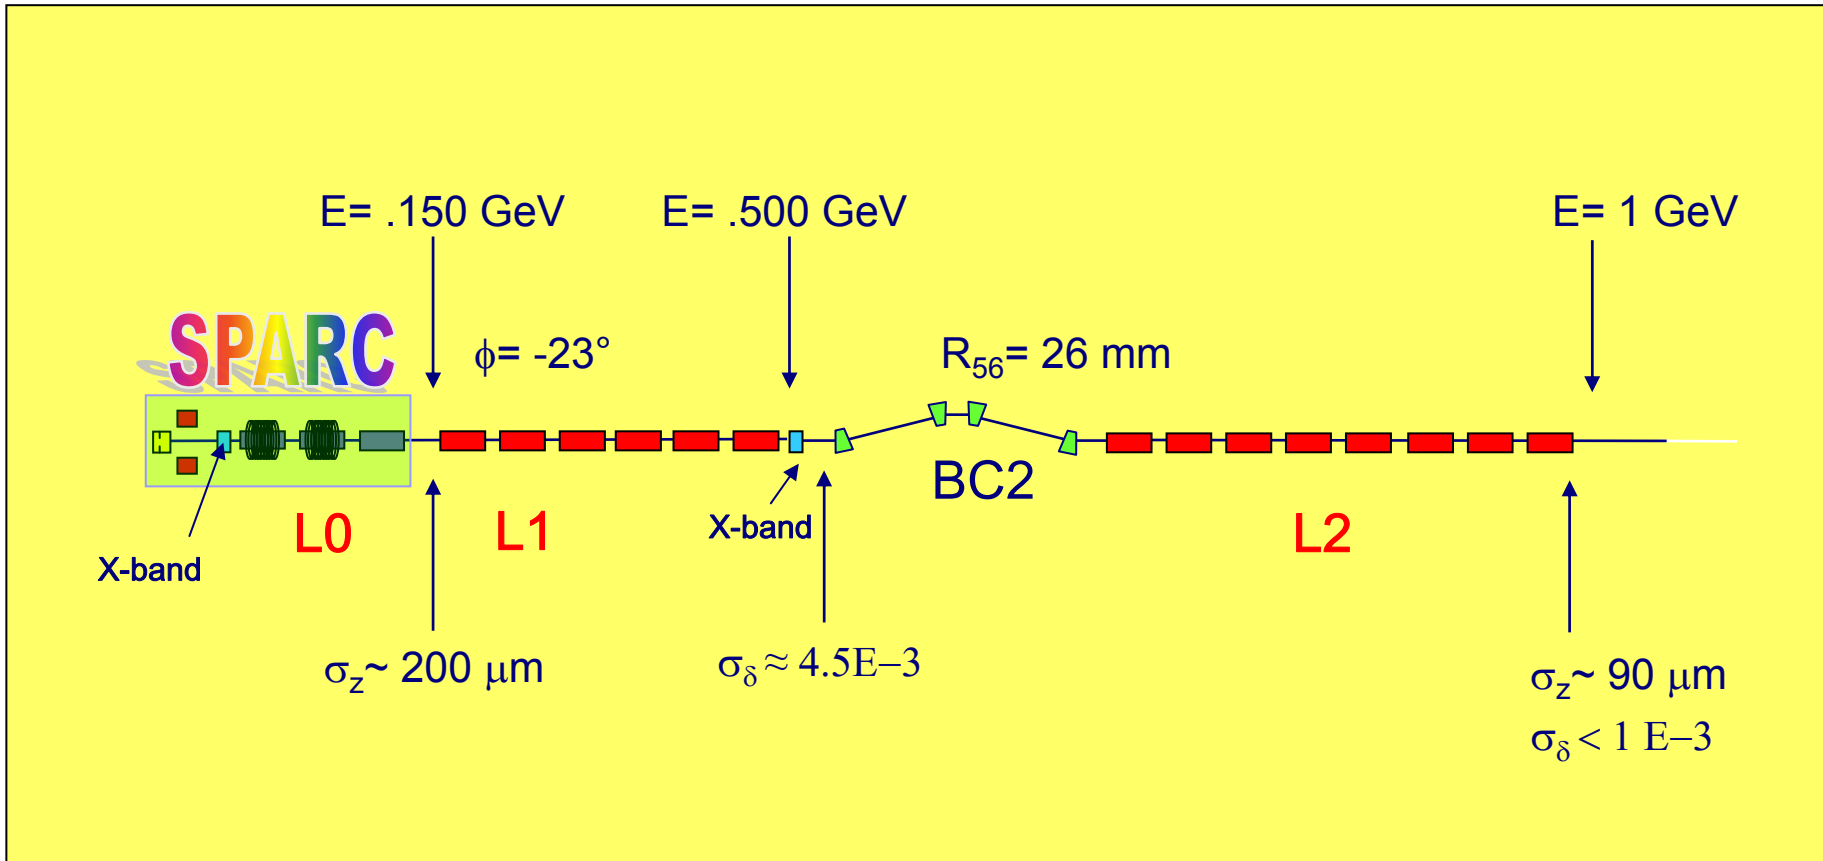 E= .150 GeV
E= .500 GeV
E= 1 GeV
SPARC
ϕ= -23°
R₅₆= 26 mm
BC2
L0
L1
X-band
L2
X-band
σz~ 200 μm
σδ ≈ 4.5E–3
σz~ 90 μm
σδ < 1 E–3